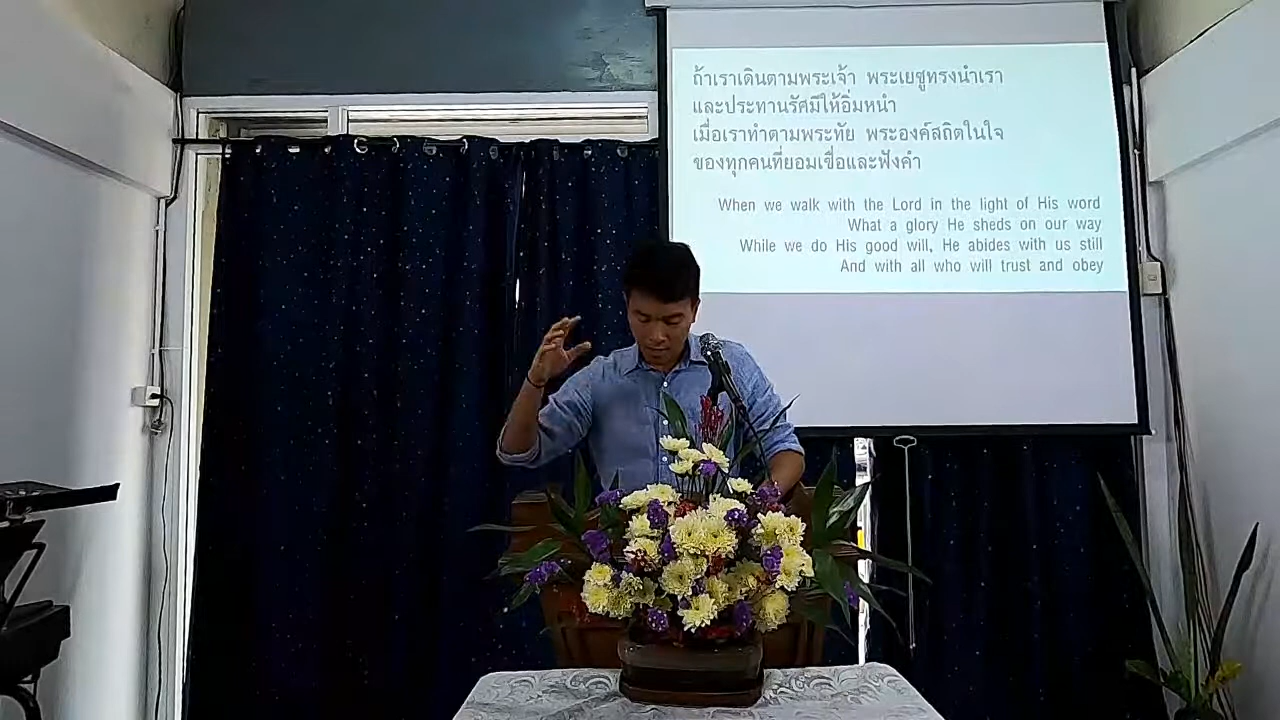 ถ้าเราเดินตามพระเจ้า พระเยซูทรงนำเรา
และประทานรัศมีให้อิ่มหนำ
เมื่อเราทำตามพระทัย พระองค์สถิตในใจ
ของทุกคนที่ยอมเชื่อและฟังคำ
When we walk with the Lord in the light of His word
What a glory He sheds on our way
While we do His good will, He abides with us still
And with all who will trust and obey